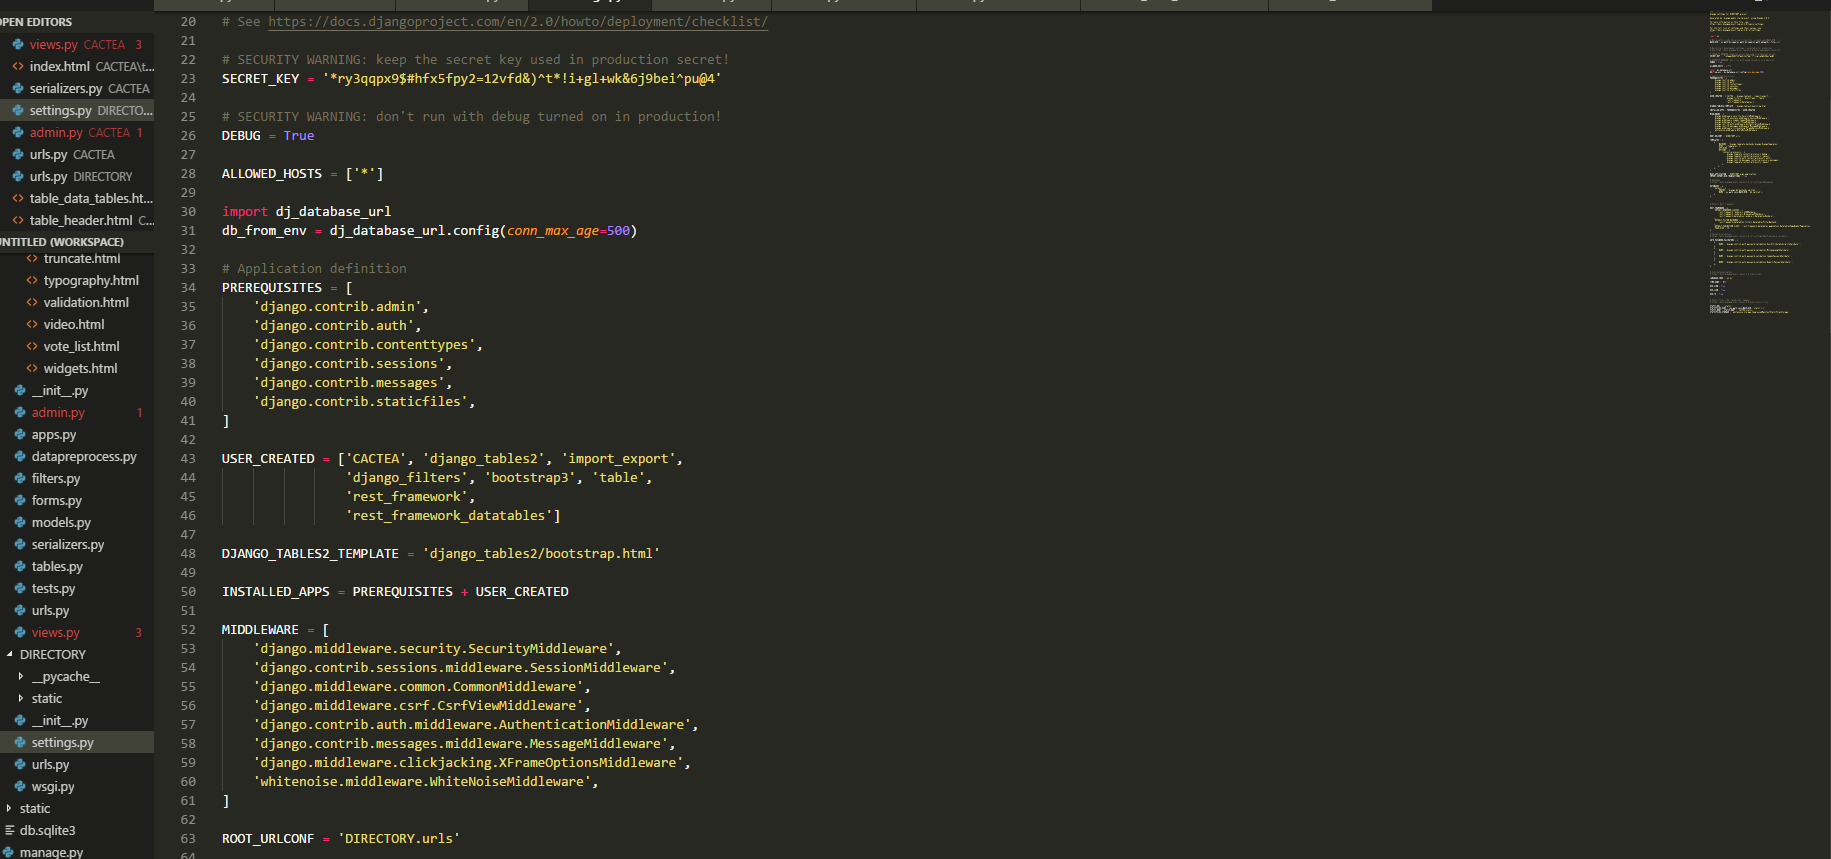 OPEN EDITORS
views.py CACTEA 3
index.html CACTEA\t...
serializers.py CACTEA
settings.py DIRECTO...
admin.py CACTEA 1
urls.py CACTEA
urls.py DIRECTORY
table_data_tables.ht...
table_header.html C...
UNTITLED (WORKSPACE)
truncate.html
typography.html
validation.html
video.html
vote_list.html
widgets.html
__init__.py
admin.py 1
apps.py
datapreprocess.py
filters.py
forms.py
models.py
serializers.py
tables.py
tests.py
urls.py
views.py 3
DIRECTORY
__pycache__
static
__init__.py
settings.py
urls.py
wsgi.py
static
db.sqlite3
manage.py
20 # See https://docs.djangoproject.com/en/2.0/howto/deployment/checklist/
21
22 # SECURITY WARNING: keep the secret key used in production secret!
23 SECRET_KEY = '*ry3qqpx9$#hfx5fpy2=12vfd&)^t*!i+gl+wk&6j9bei^pu@4'
24
25 # SECURITY WARNING: don't run with debug turned on in production!
26 DEBUG = True
27
28 ALLOWED_HOSTS = ['*']
29
30 import dj_database_url
31 db_from_env = dj_database_url.config(conn_max_age=500)
32
33 # Application definition
34 PREREQUISITES = [
35 'django.contrib.admin',
36 'django.contrib.auth',
37 'django.contrib.contenttypes',
38 'django.contrib.sessions',
39 'django.contrib.messages',
40 'django.contrib.staticfiles',
41 ]
42
43 USER_CREATED = ['CACTEA', 'django_tables2', 'import_export',
44 'django_filters', 'bootstrap3', 'table',
45 'rest_framework',
46 'rest_framework_datatables']
47
48 DJANGO_TABLES2_TEMPLATE = 'django_tables2/bootstrap.html'
49
50 INSTALLED_APPS = PREREQUISITES + USER_CREATED
51
52 MIDDLEWARE = [
53 'django.middleware.security.SecurityMiddleware',
54 'django.contrib.sessions.middleware.SessionMiddleware',
55 'django.middleware.common.CommonMiddleware',
56 'django.middleware.csrf.CsrfViewMiddleware',
57 'django.contrib.auth.middleware.AuthenticationMiddleware',
58 'django.contrib.messages.middleware.MessageMiddleware',
59 'django.middleware.clickjacking.XFrameOptionsMiddleware',
60 'whitenoise.middleware.WhiteNoiseMiddleware',
61 ]
62
63 ROOT_URLCONF = 'DIRECTORY.urls'
64